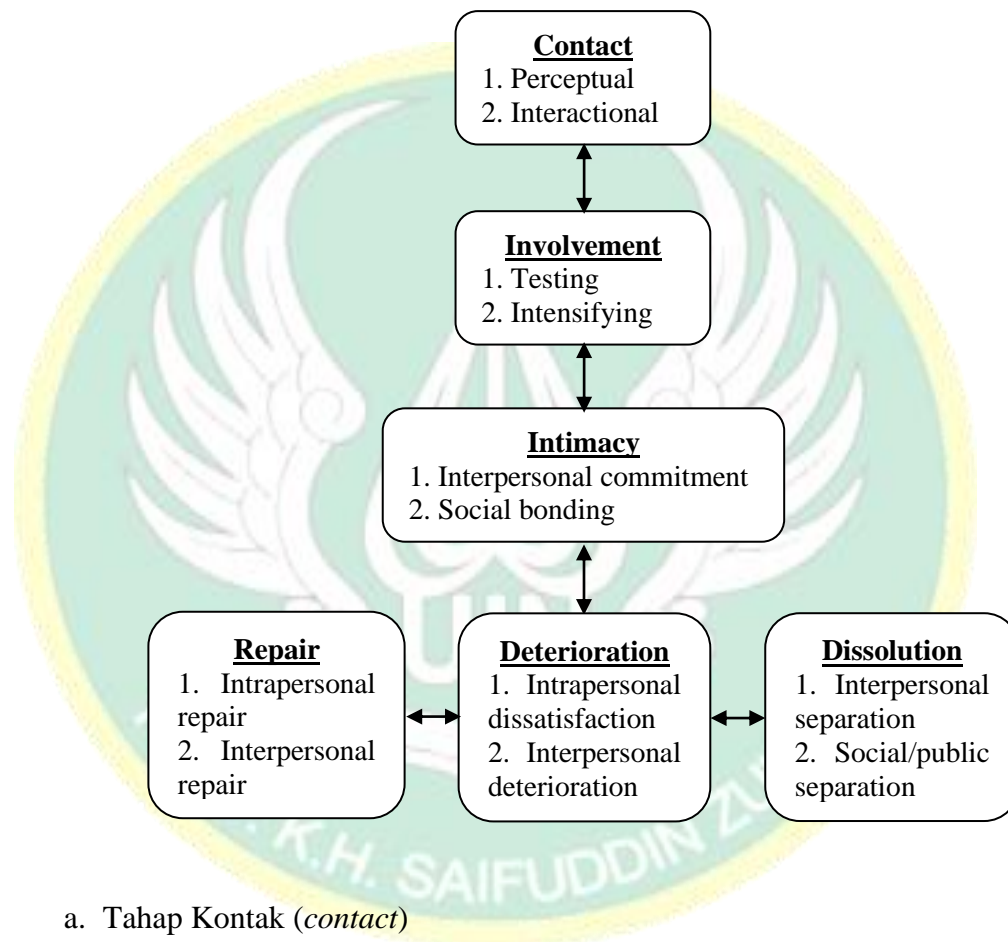 Contact
1. Perceptual
2. Interactional
Involvement
1. Testing
2. Intensifying
Intimacy
1. Interpersonal commitment
2. Social bonding
Repair
1. Intrapersonal
repair
2. Interpersonal
repair
Deterioration
1. Intrapersonal
dissatisfaction
2. Interpersonal
deterioration
Dissolution
1. Interpersonal
separation
2. Social/public
separation
K.H. SAIFUDDIN
a. Tahap Kontak (contact)